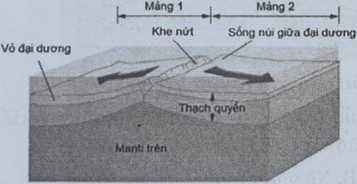 Mảng 1
Mảng 2
Khe nứt
Sống núi giữa đại dương
Vỏ đại dương
Thạch quyển
Manti trên